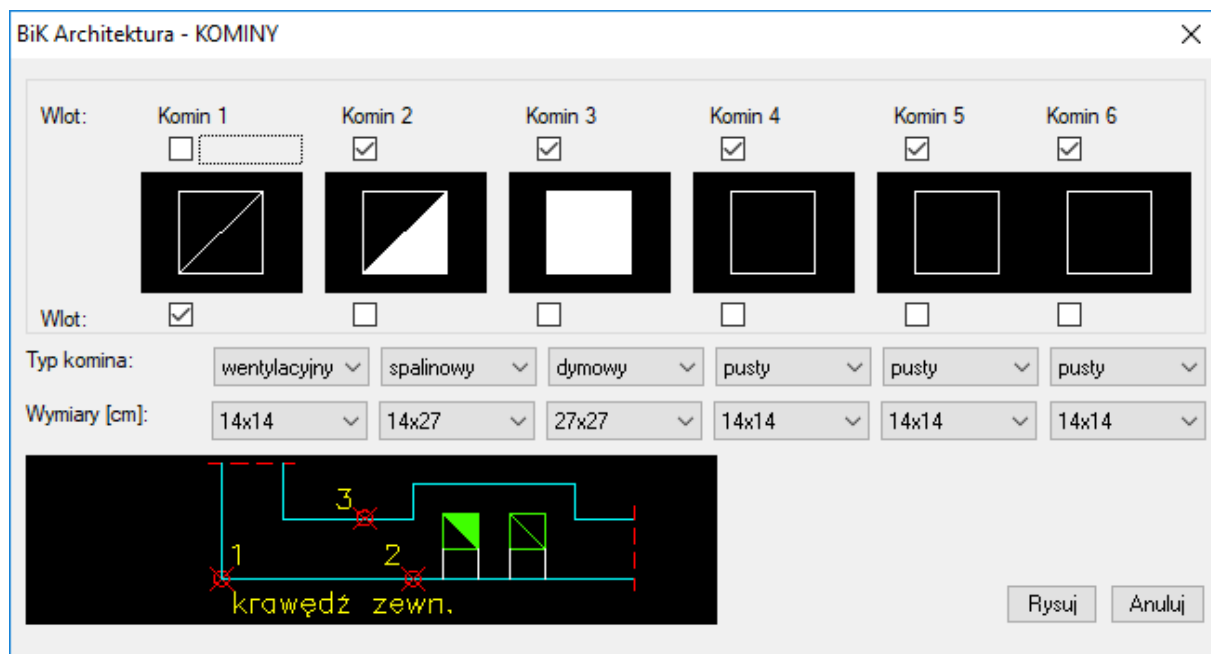 BiK Architektura - KOMINY
Wlot: Komin 1 Komin 2 Komin 3 Komin 4 Komin 5 Komin 6
Wlot:
Typ komina: wentylacyjny spalinowy dymowy pusty pusty pusty
Wymiary [cm]: 14x14 14x27 27x27 14x14 14x14 14x14
3
1 2
krawędź zewn.
Rysuj Anuluj